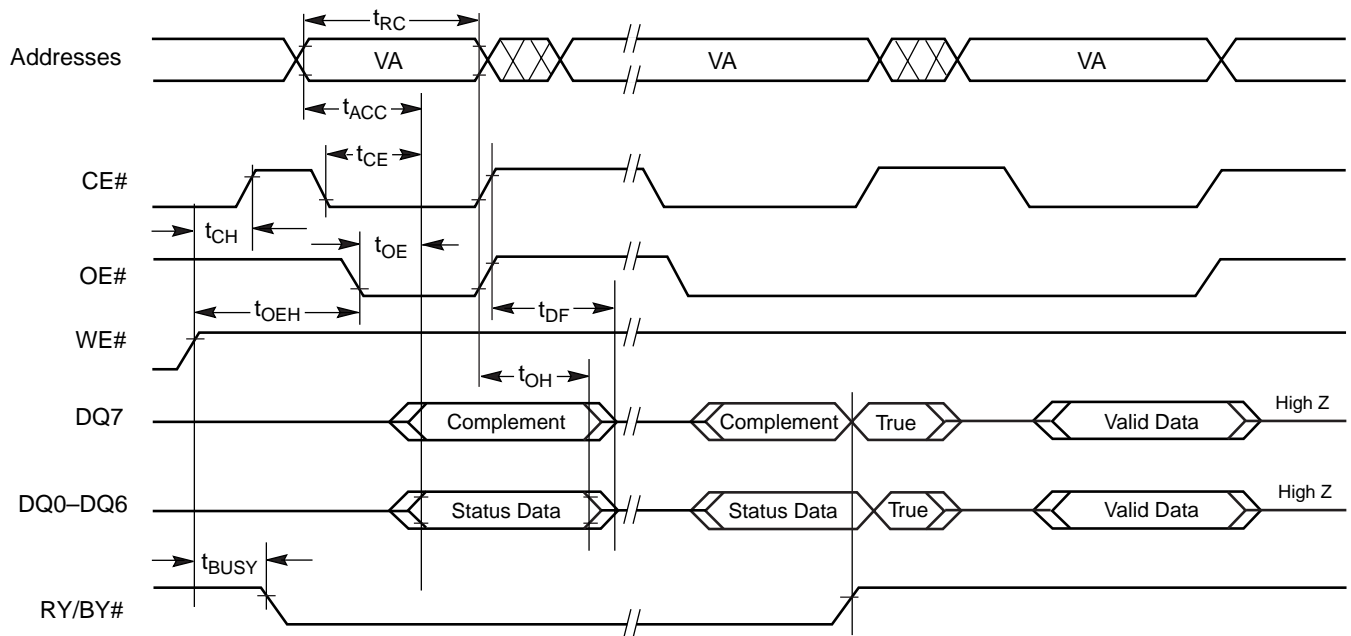 tRC
Addresses VA VA VA
tACC
tCE
CE#
tCH tOE
OE#
tOEH tDF
WE#
tOH
DQ7 Complement Complement True Valid Data High Z
DQ0–DQ6 Status Data Status Data True Valid Data High Z
tBUSY
RY/BY#